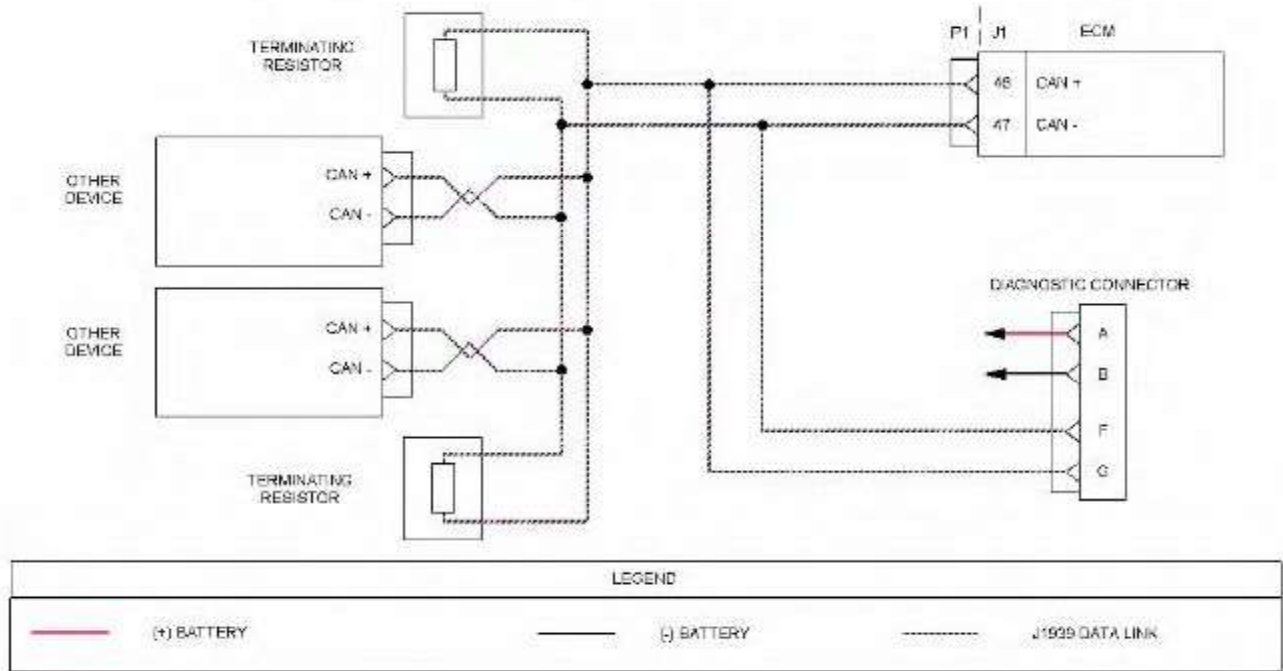 TERMINATING
RESISTOR
P1 J1 ECM
46 CAN +
47 CAN -
OTHER
DEVICE
CAN +
CAN -
DIAGNOSTIC CONNECTOR
OTHER
DEVICE
CAN +
CAN -
A
B
F
G
TERMINATING
RESISTOR
LEGEND
(+) BATTERY (-) BATTERY J1939 DATA LINK